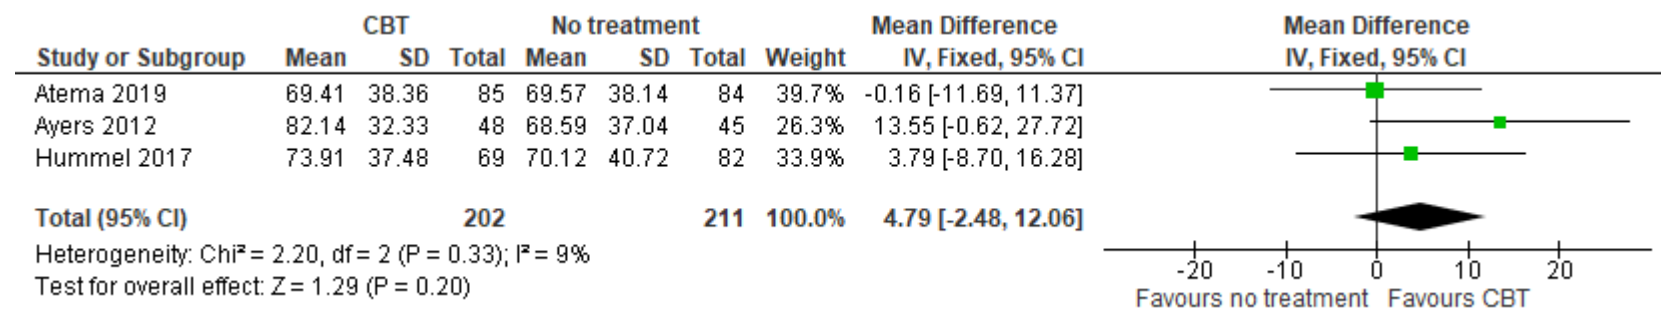 CBT No treatment Mean Difference Mean Difference
Study or Subgroup Mean SD Total Mean SD Total Weight IV, Fixed, 95% CI IV, Fixed, 95% CI
Atema 2019 69.41 38.36 85 69.57 38.14 84 39.7% -0.16 [-11.69, 11.37]
Ayers 2012 82.14 32.33 48 68.59 37.04 45 26.3% 13.55 [-0.62, 27.72]
Hummel 2017 73.91 37.48 69 70.12 40.72 82 33.9% 3.79 [-8.70, 16.28]
Total (95% CI) 202 211 100.0% 4.79 [-2.48, 12.06]
Heterogeneity: Chi² = 2.20, df = 2 (P = 0.33); I² = 9%
Test for overall effect: Z = 1.29 (P = 0.20)
-20 -10 0 10 20
Favours no treatment Favours CBT